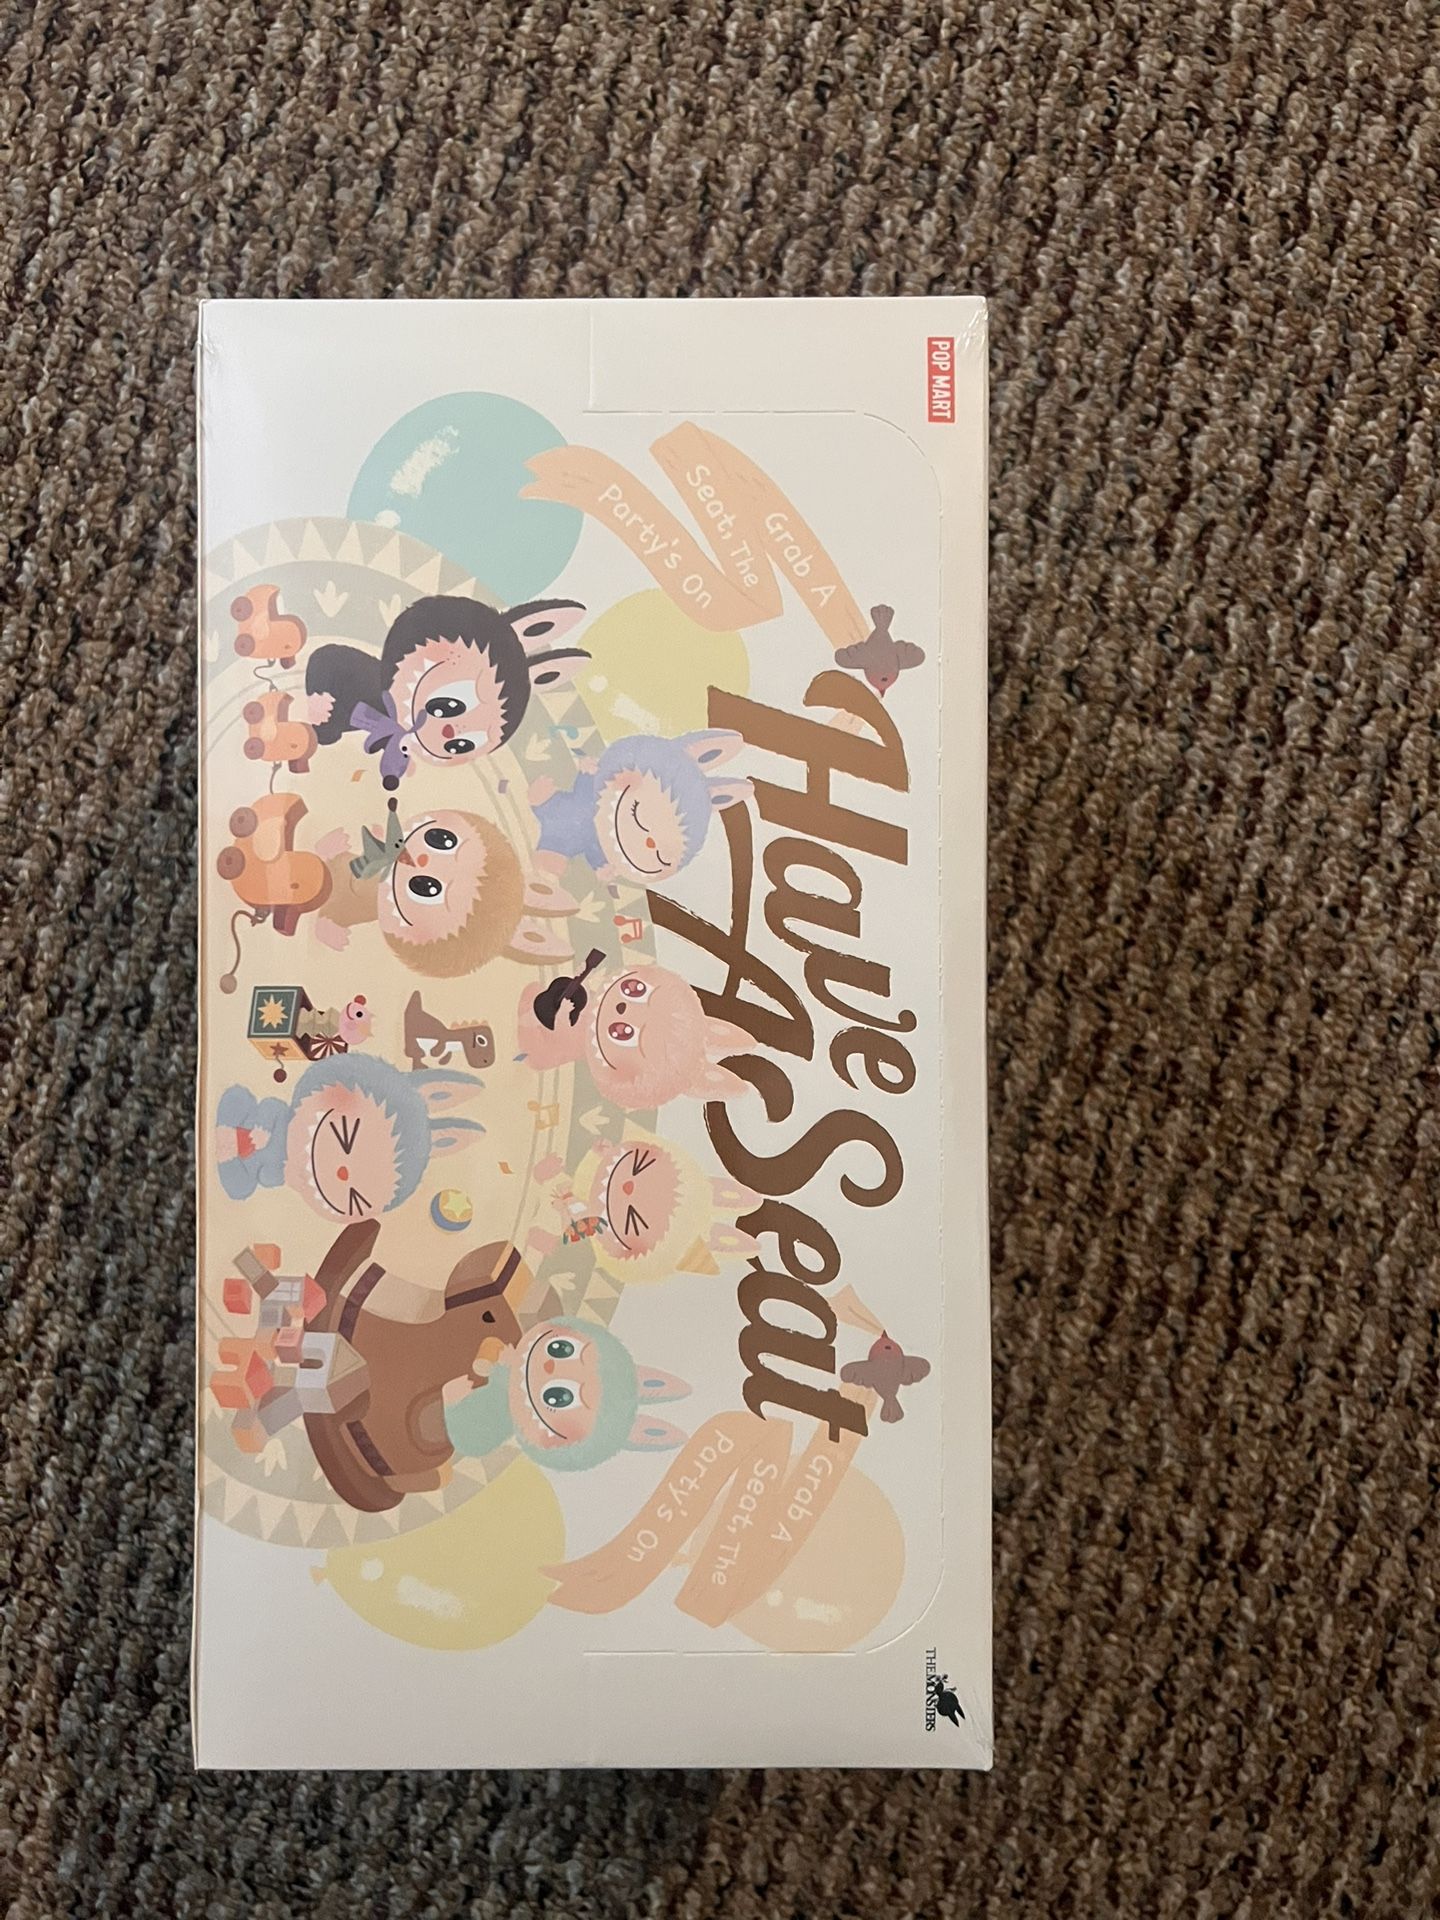 POP MART
Grab A
Seat, The
Party's On
Have
A Seat
Grab A
Seat, The
Party's On
THE MONSTERS